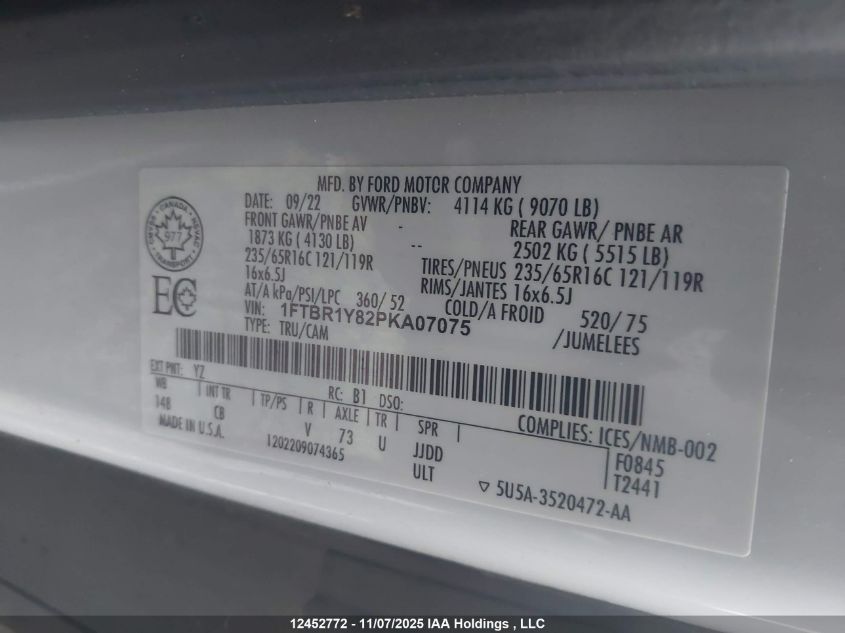 MFD. BY FORD MOTOR COMPANY
DATE: 09/22 GVWR/PNBV: 4114 KG ( 9070 LB)
FRONT GAWR/PNBE AV - REAR GAWR/ PNBE AR
1873 KG ( 4130 LB) -- 2502 KG ( 5515 LB)
235/65R16C 121/119R TIRES/PNEUS 235/65R16C 121/119R
16x6.5J RIMS/JANTES 16x6.5J
AT/A kPa/PSI/LPC 360/ 52 COLD/A FROID 520/ 75
VIN: 1FTBR1Y82PKA07075 /JUMELEES
TYPE: TRU/CAM
CANADA
977
TRANSPORT
EC
EXT PNT: YZ RC: B1 DSO:
WB INT TR TP/PS R AXLE TR SPR
148 CB V 73 U JJDD
ULT
MADE IN U.S.A. 1202209074365
COMPLIES: ICES/NMB-002
F0845
T2441
▽ 5U5A-3520472-AA
12452772 - 11/07/2025 IAA Holdings , LLC